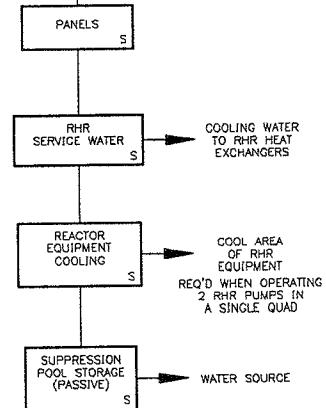 PANELS
S
RHR
SERVICE WATER
S
COOLING WATER
TO RHR HEAT
EXCHANGERS
REACTOR
EQUIPMENT
COOLING
S
COOL AREA
OF RHR
EQUIPMENT
REQ'D WHEN OPERATING
2 RHR PUMPS IN
A SINGLE QUAD
SUPPRESSION
POOL STORAGE
(PASSIVE)
S
WATER SOURCE